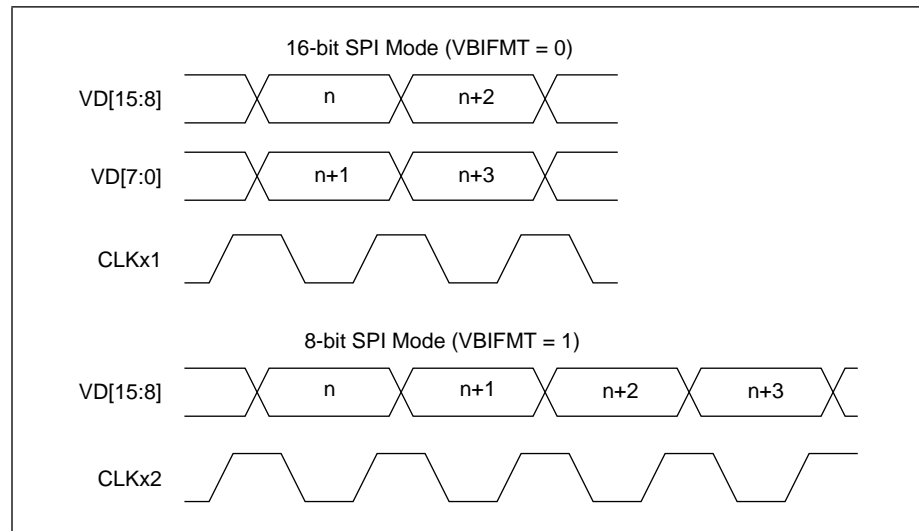 16-bit SPI Mode (VBIFMT = 0)
VD[15:8] n n+2
VD[7:0] n+1 n+3
CLKx1
8-bit SPI Mode (VBIFMT = 1)
VD[15:8] n n+1 n+2 n+3
CLKx2